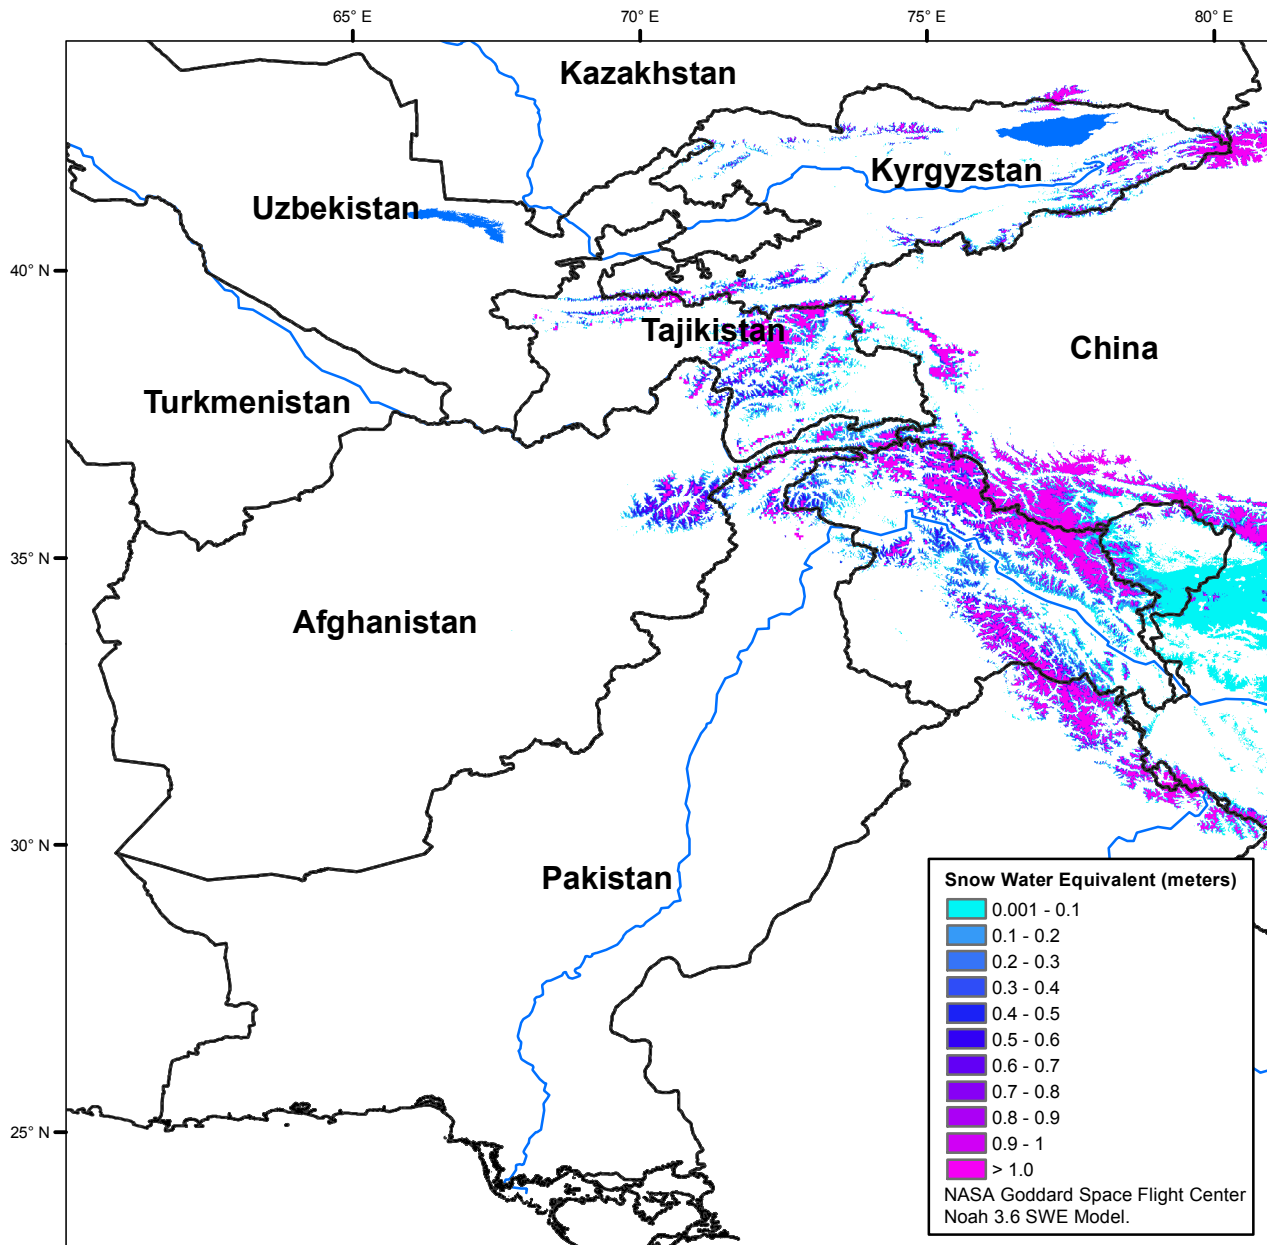 65° E
70° E
75° E
80° E
Kazakhstan
Kyrgyzstan
Uzbekistan
40° N
Tajikistan
China
Turkmenistan
35° N
Afghanistan
30° N
Pakistan
25° N
Snow Water Equivalent (meters)
0.001 - 0.1
0.1 - 0.2
0.2 - 0.3
0.3 - 0.4
0.4 - 0.5
0.5 - 0.6
0.6 - 0.7
0.7 - 0.8
0.8 - 0.9
0.9 - 1
> 1.0
NASA Goddard Space Flight Center
Noah 3.6 SWE Model.